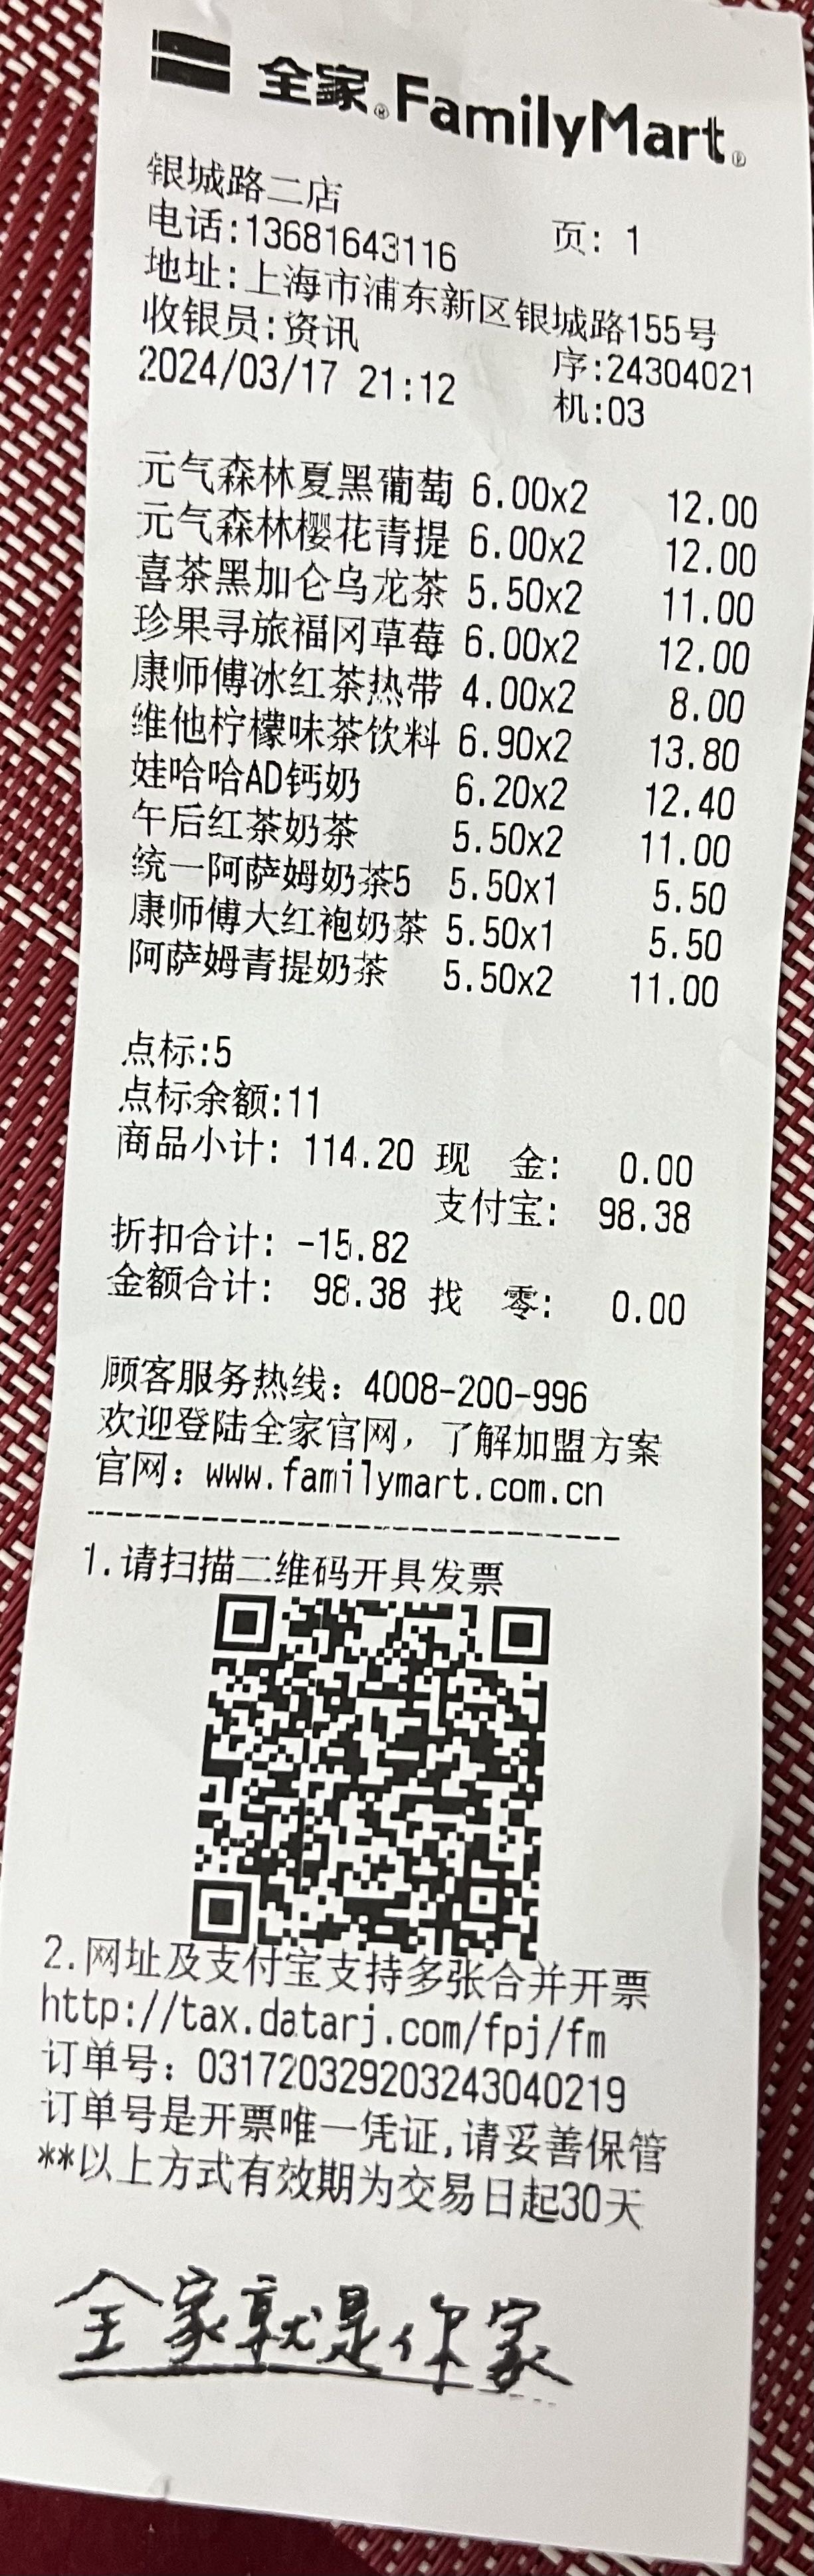 全家® FamilyMart®
银城路二店
电话:13681643116 页: 1
地址:上海市浦东新区银城路155号
收银员:资讯 序:24304021
2024/03/17 21:12 机:03
元气森林夏黑葡萄 6.00x2 12.00
元气森林樱花青提 6.00x2 12.00
喜茶黑加仑乌龙茶 5.50x2 11.00
珍果寻旅福冈草莓 6.00x2 12.00
康师傅冰红茶热带 4.00x2 8.00
维他柠檬味茶饮料 6.90x2 13.80
娃哈哈AD钙奶 6.20x2 12.40
午后红茶奶茶 5.50x2 11.00
统一阿萨姆奶茶5 5.50x1 5.50
康师傅大红袍奶茶 5.50x1 5.50
阿萨姆青提奶茶 5.50x2 11.00
点标:5
点标余额:11
商品小计: 114.20 现 金: 0.00
支付宝: 98.38
折扣合计: -15.82
金额合计: 98.38 找 零: 0.00
顾客服务热线: 4008-200-996
欢迎登陆全家官网, 了解加盟方案
官网: www.familymart.com.cn
--------------------------------
1.请扫描二维码开具发票
2.网址及支付宝支持多张合并开票
http://tax.datarj.com/fpj/fm
订单号: 031720329203243040219
订单号是开票唯一凭证,请妥善保管
**以上方式有效期为交易日起30天
全家就是你家